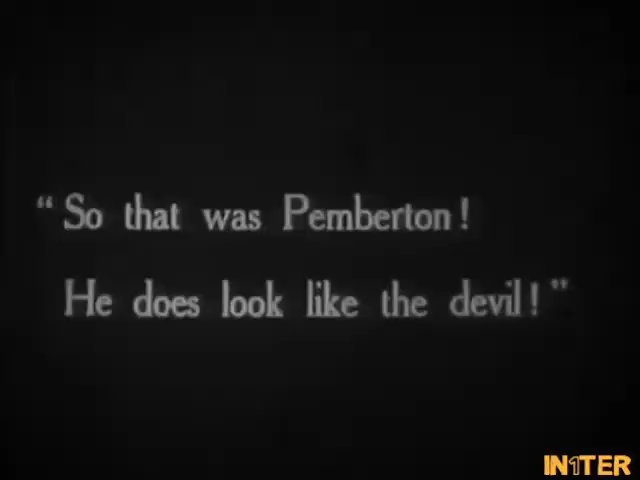 “So that was Pemberton!
He does look like the devil!”
IN1TER